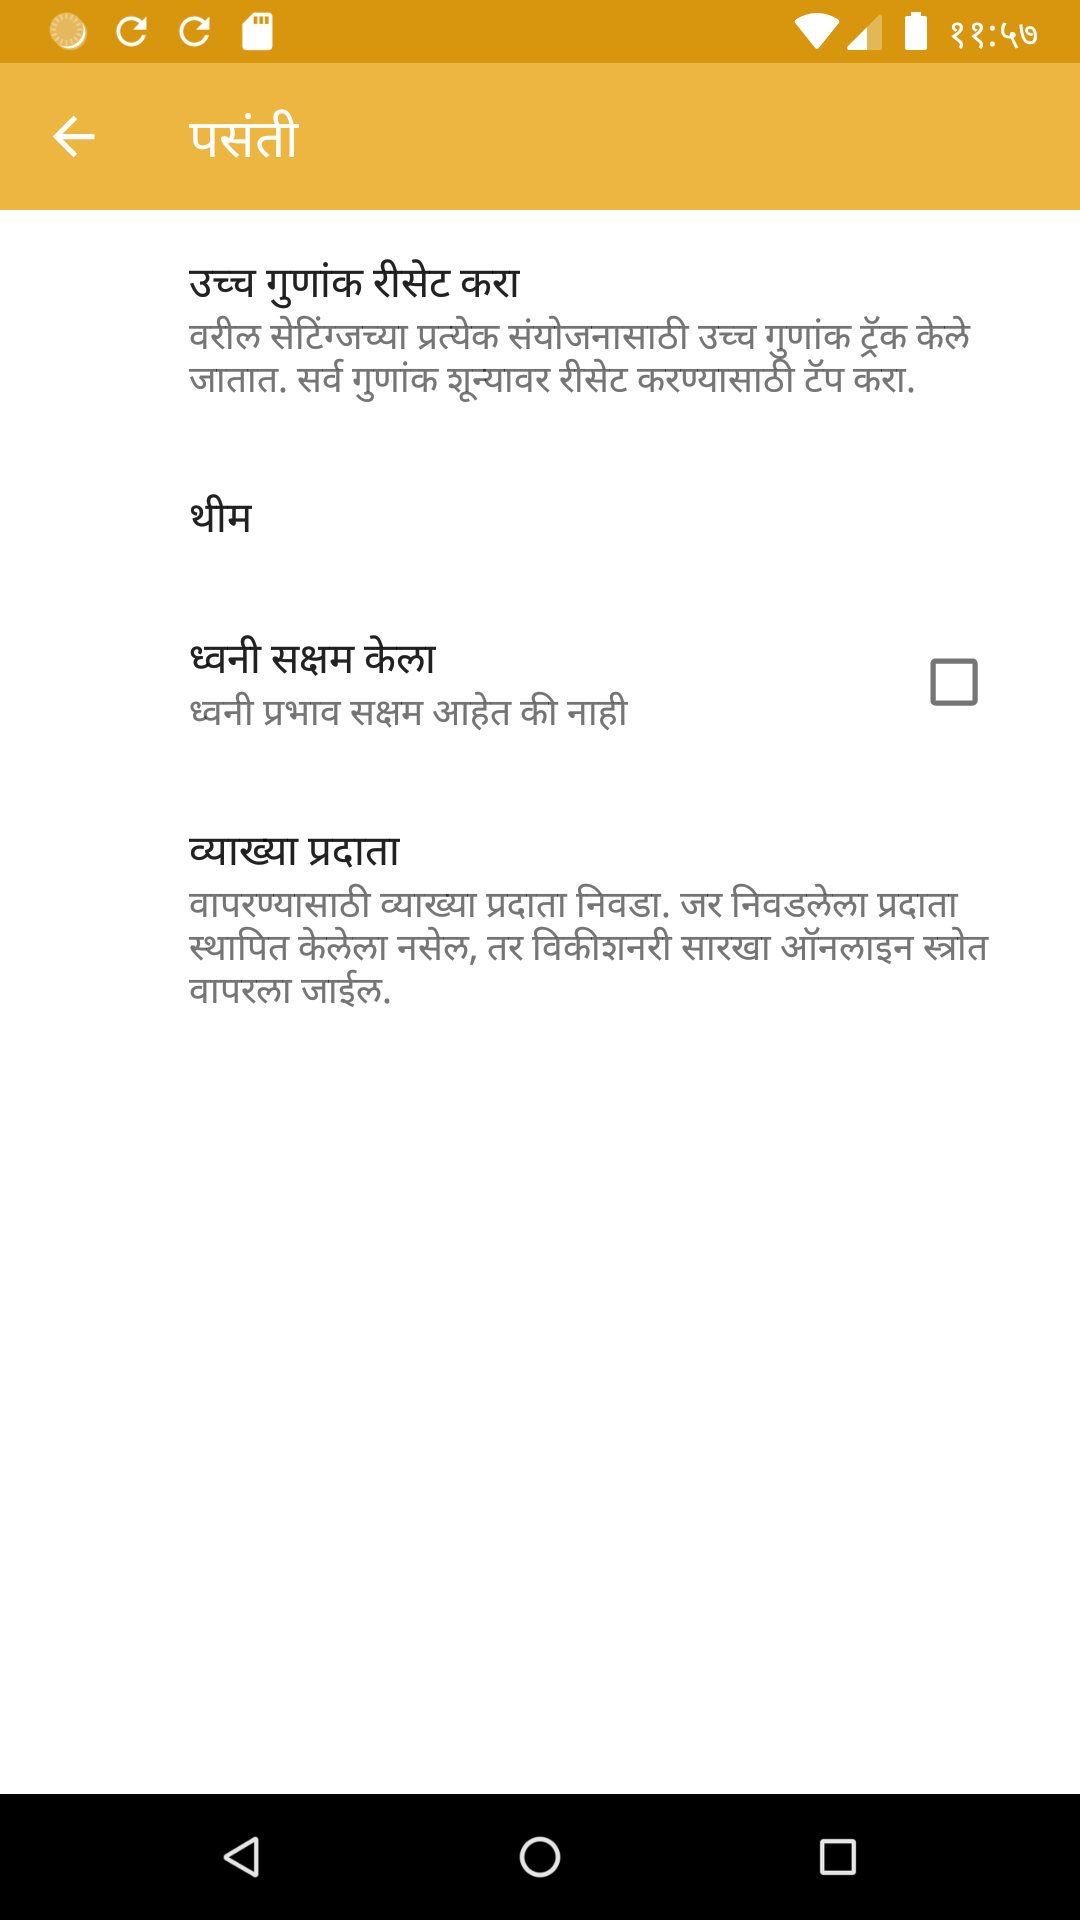 ११:५७
पसंती
उच्च गुणांक रीसेट करा
वरील सेटिंग्जच्या प्रत्येक संयोजनासाठी उच्च गुणांक ट्रॅक केले
जातात. सर्व गुणांक शून्यावर रीसेट करण्यासाठी टॅप करा.
थीम
ध्वनी सक्षम केला
ध्वनी प्रभाव सक्षम आहेत की नाही
व्याख्या प्रदाता
वापरण्यासाठी व्याख्या प्रदाता निवडा. जर निवडलेला प्रदाता
स्थापित केलेला नसेल, तर विकीशनरी सारखा ऑनलाइन स्त्रोत
वापरला जाईल.